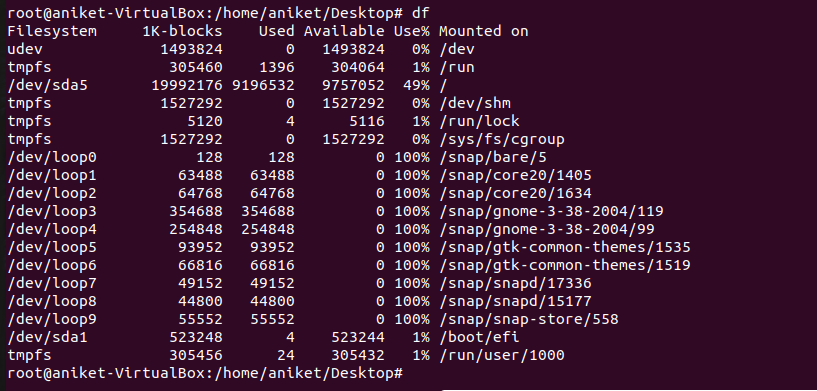 root@aniket-VirtualBox:/home/aniket/Desktop# df
Filesystem     1K-blocks    Used Available Use% Mounted on
udev             1493824       0   1493824   0% /dev
tmpfs             305460    1396    304064   1% /run
/dev/sda5       19992176 9196532   9757052  49% /
tmpfs            1527292       0   1527292   0% /dev/shm
tmpfs               5120       4      5116   1% /run/lock
tmpfs            1527292       0   1527292   0% /sys/fs/cgroup
/dev/loop0           128     128         0 100% /snap/bare/5
/dev/loop1         63488   63488         0 100% /snap/core20/1405
/dev/loop2         64768   64768         0 100% /snap/core20/1634
/dev/loop3        354688  354688         0 100% /snap/gnome-3-38-2004/119
/dev/loop4        254848  254848         0 100% /snap/gnome-3-38-2004/99
/dev/loop5         93952   93952         0 100% /snap/gtk-common-themes/1535
/dev/loop6         66816   66816         0 100% /snap/gtk-common-themes/1519
/dev/loop7         49152   49152         0 100% /snap/snapd/17336
/dev/loop8         44800   44800         0 100% /snap/snapd/15177
/dev/loop9         55552   55552         0 100% /snap/snap-store/558
/dev/sda1         523248       4    523244   1% /boot/efi
tmpfs             305456      24    305432   1% /run/user/1000
root@aniket-VirtualBox:/home/aniket/Desktop#